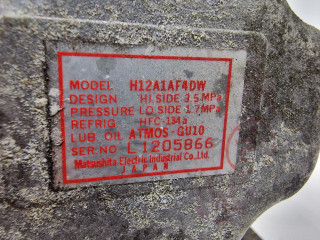 MODEL H12A1AF4DW
DESIGN HI SIDE 3.5MPa
PRESSURE LO SIDE 1.7MPa
REFRIG. HFC-134a
LUB. OIL ATMOS-GU10
SER.NO L1205866
Matsushita Electric Industrial Co., Ltd.
JAPAN